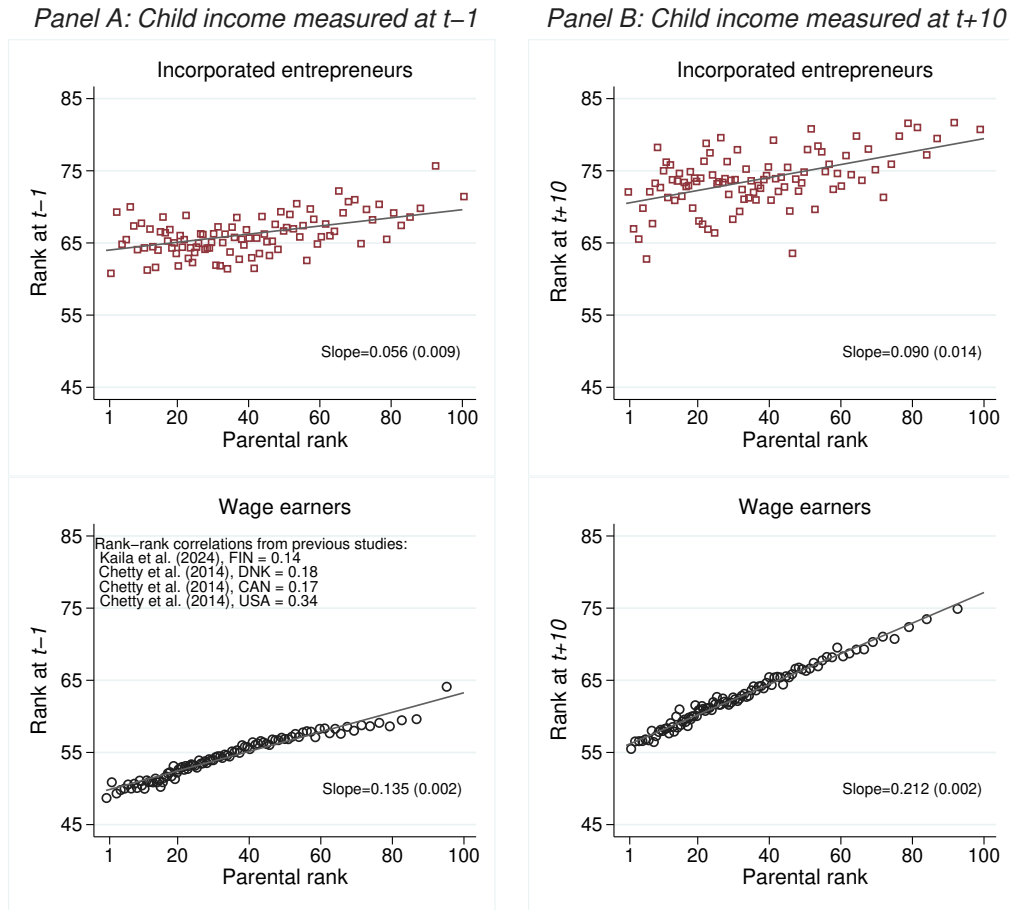 Panel A: Child income measured at t−1
Panel B: Child income measured at t+10
Incorporated entrepreneurs
85
75
65
55
45
Rank at t−1
Slope=0.056 (0.009)
1 20 40 60 80 100
Parental rank
Incorporated entrepreneurs
85
75
65
55
45
Rank at t+10
Slope=0.090 (0.014)
1 20 40 60 80 100
Parental rank
Wage earners
85
75
65
55
45
Rank at t−1
Rank−rank correlations from previous studies:
Kaila et al. (2024), FIN = 0.14
Chetty et al. (2014), DNK = 0.18
Chetty et al. (2014), CAN = 0.17
Chetty et al. (2014), USA = 0.34
Slope=0.135 (0.002)
1 20 40 60 80 100
Parental rank
Wage earners
85
75
65
55
45
Rank at t+10
Slope=0.212 (0.002)
1 20 40 60 80 100
Parental rank